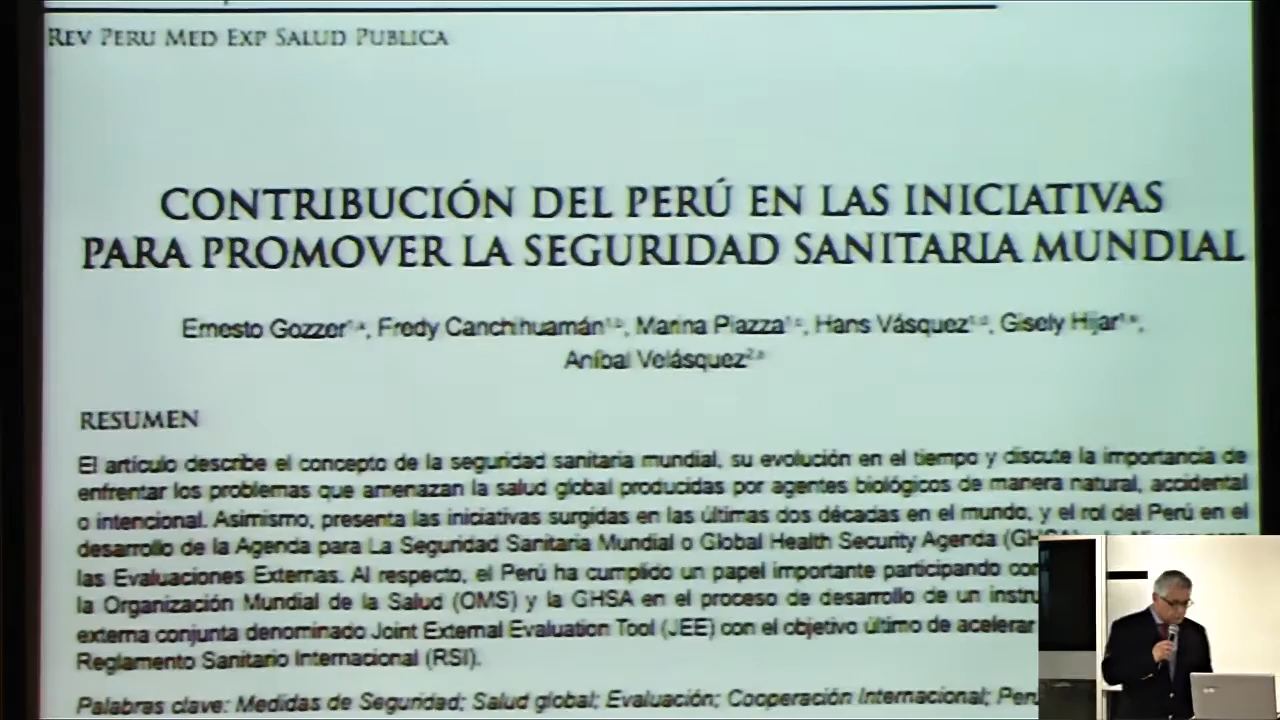 REV PERU MED EXP SALUD PUBLICA
CONTRIBUCIÓN DEL PERÚ EN LAS INICIATIVAS
PARA PROMOVER LA SEGURIDAD SANITARIA MUNDIAL
Ernesto Gozzer, Fredy Canchihuamán, Marina Piazza, Hans Vásquez, Gisely Hijar,
Aníbal Velásquez
RESUMEN
El artículo describe el concepto de la seguridad sanitaria mundial, su evolución en el tiempo y discute la importancia de
enfrentar los problemas que amenazan la salud global producidas por agentes biológicos de manera natural, accidental
o intencional. Asimismo, presenta las iniciativas surgidas en las últimas dos décadas en el mundo, y el rol del Perú en el
desarrollo de la Agenda para La Seguridad Sanitaria Mundial o Global Health Security Agenda
las Evaluaciones Externas. Al respecto, el Perú ha cumplido un papel importante participando
la Organización Mundial de la Salud (OMS) y la GHSA en el proceso de desarrollo de un
externa conjunta denominado Joint External Evaluation Tool (JEE) con el objetivo último de acelerar
Reglamento Sanitario Internacional (RSI).
Palabras clave: Medidas de Seguridad; Salud global; Evaluación; Cooperación Internacional;